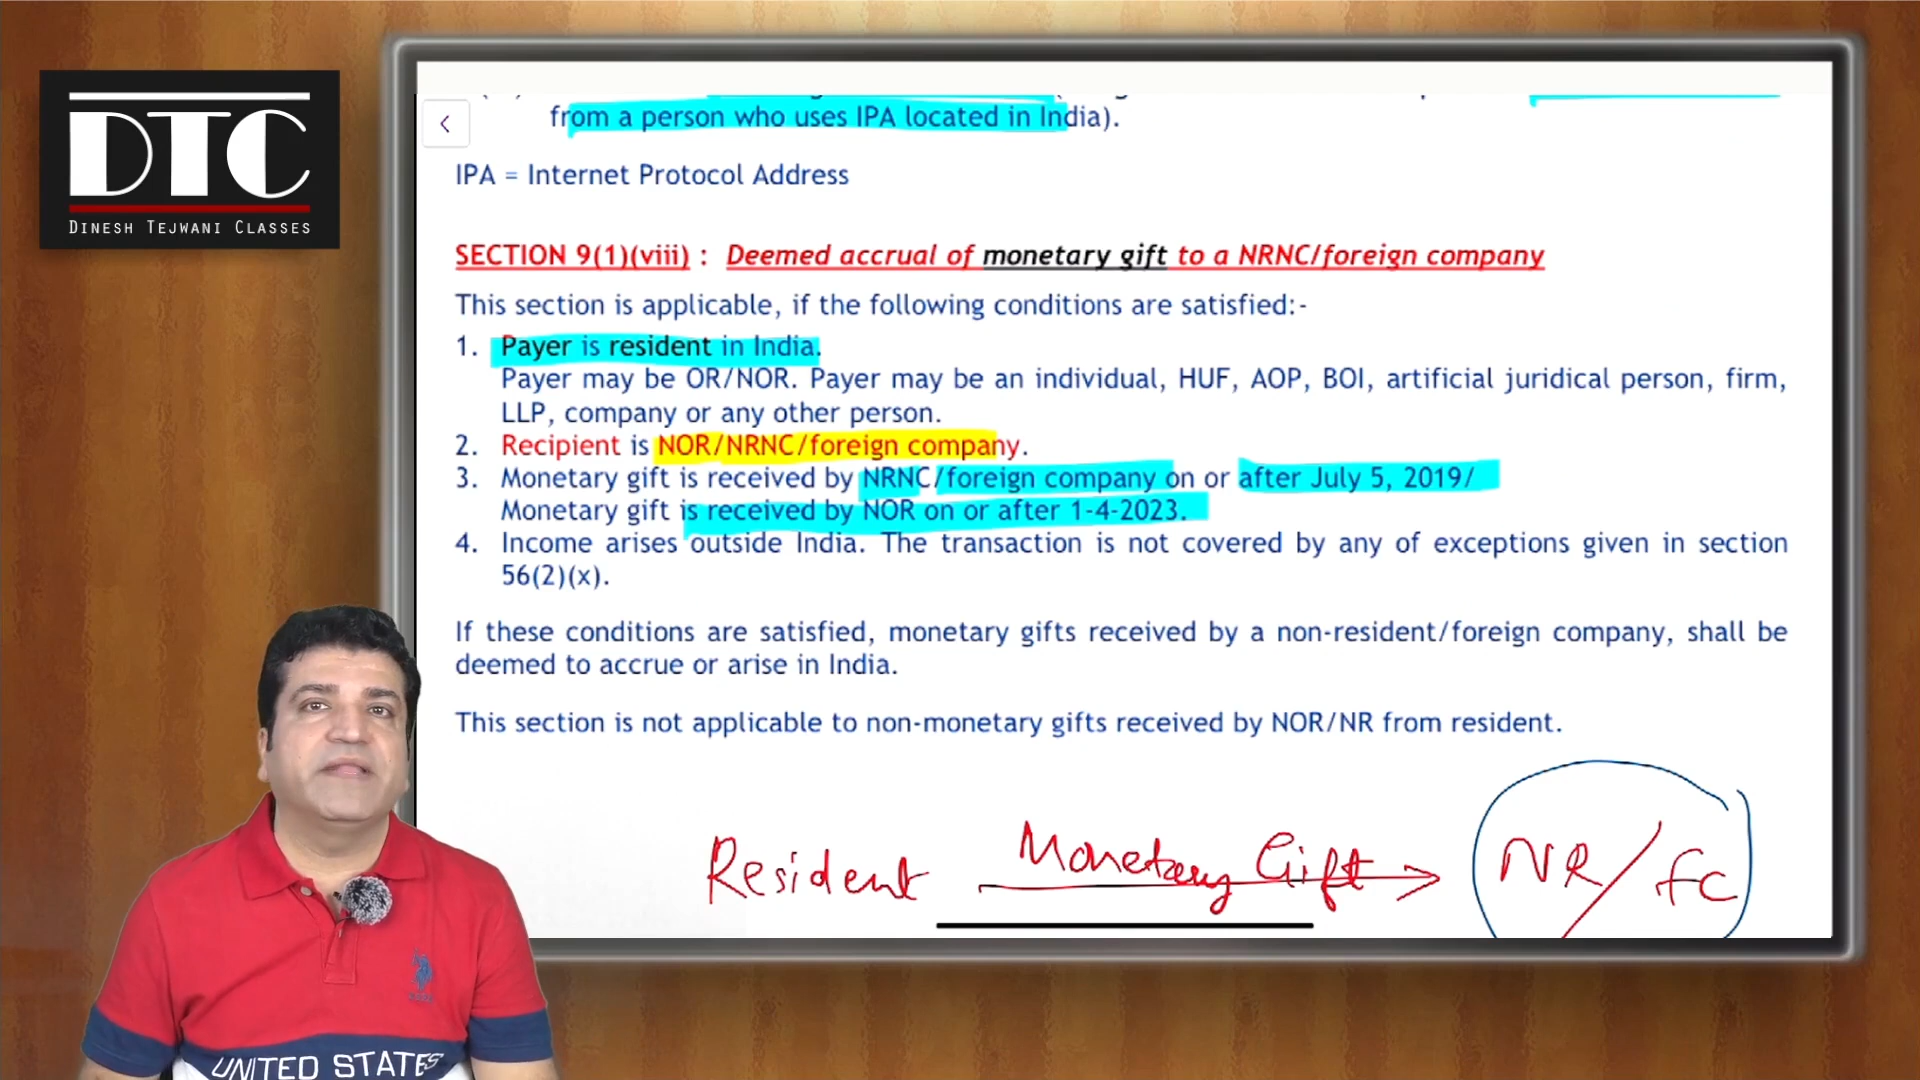 DTC
DINESH TEJWANI CLASSES
from a person who uses IPA located in India).
IPA = Internet Protocol Address
SECTION 9(1)(viii) : Deemed accrual of monetary gift to a NRNC/foreign company
This section is applicable, if the following conditions are satisfied:-
1. Payer is resident in India.
Payer may be OR/NOR. Payer may be an individual, HUF, AOP, BOI, artificial juridical person, firm,
LLP, company or any other person.
2. Recipient is NOR/NRNC/foreign company.
3. Monetary gift is received by NRNC/foreign company on or after July 5, 2019/
Monetary gift is received by NOR on or after 1-4-2023.
4. Income arises outside India. The transaction is not covered by any of exceptions given in section
56(2)(x).
If these conditions are satisfied, monetary gifts received by a non-resident/foreign company, shall be
deemed to accrue or arise in India.
This section is not applicable to non-monetary gifts received by NOR/NR from resident.
Resident Monetary Gift NR/FC
UNITED STATES